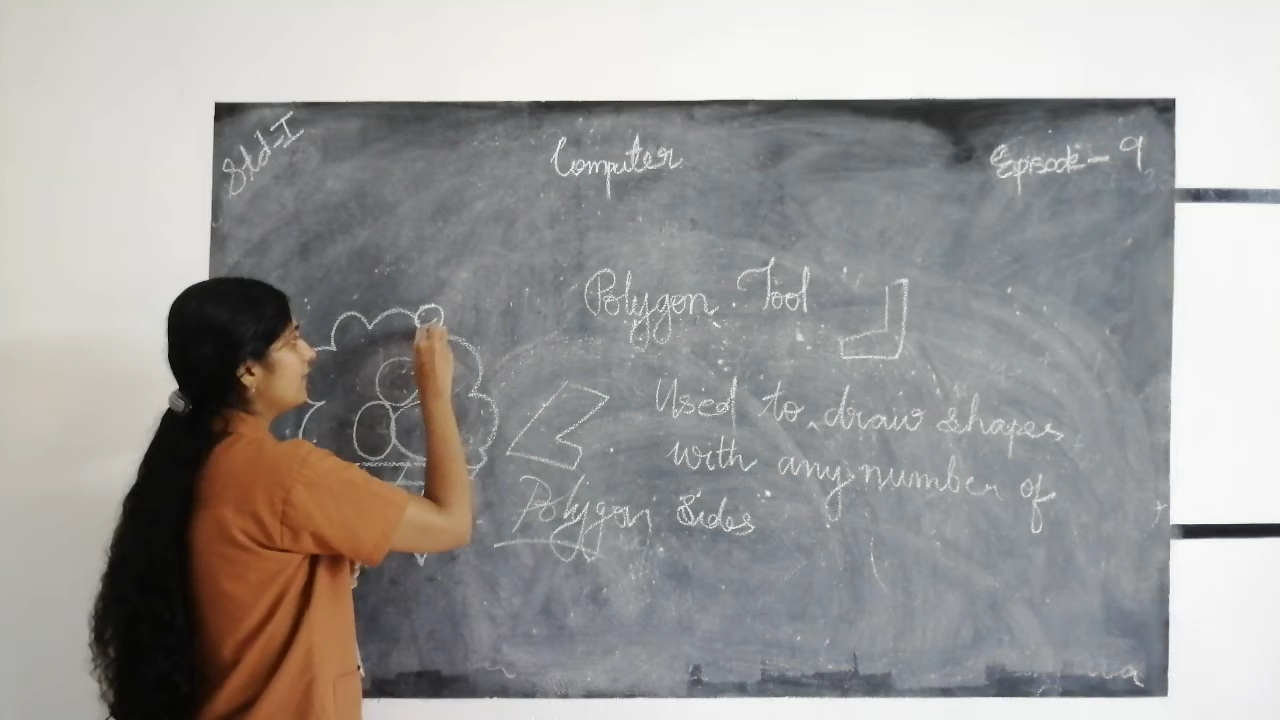 Std-I
Computer
Episode - 9
Polygon Tool
Used to draw shapes
with any number of
Polygon Sides